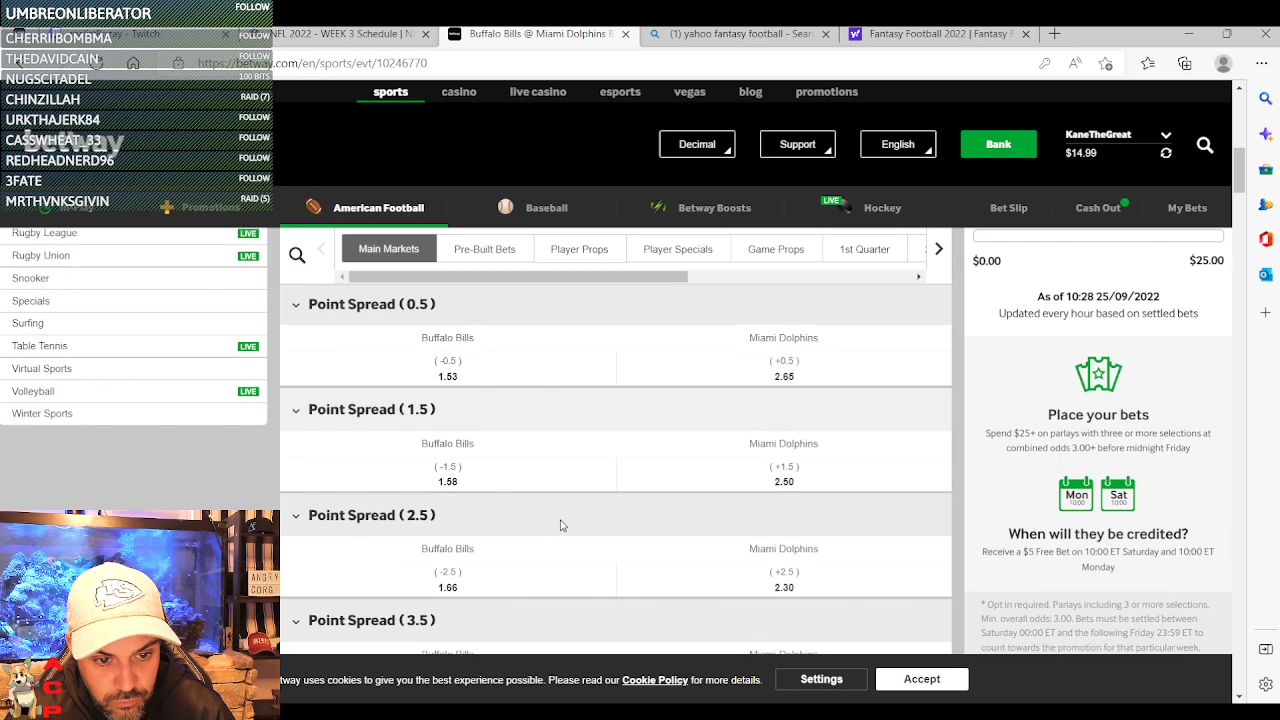 UMBREONLIBERATOR FOLLOW
CHERRIIBOMBMA FOLLOW
THEDAVIDCAIN FOLLOW
NUGSCITADEL 100 BITS
CHINZILLAH RAID (7)
URKTHAJERK84 FOLLOW
CASSWHEAT_33 FOLLOW
REDHEADNERD96 FOLLOW
3FATE FOLLOW
MRTHVNKSGIVIN RAID (5)
- Twitch
NFL 2022 - WEEK 3 Schedule | N
Buffalo Bills @ Miami Dolphins B
(1) yahoo fantasy football - Searc
Fantasy Football 2022 | Fantasy F
.com/en/sports/evt/10246770
sports casino live casino esports vegas blog promotions
betway
Decimal Support English Bank
KaneTheGreat
$14.99
Promotions American Football Baseball Betway Boosts LIVE Hockey Bet Slip Cash Out My Bets
Rugby League LIVE
Rugby Union LIVE
Snooker
Specials
Surfing
Table Tennis LIVE
Virtual Sports
Volleyball LIVE
Winter Sports
Main Markets Pre-Built Bets Player Props Player Specials Game Props 1st Quarter
Point Spread ( 0.5 )
Buffalo Bills Miami Dolphins
( -0.5 ) ( +0.5 )
1.53 2.65
Point Spread ( 1.5 )
Buffalo Bills Miami Dolphins
( -1.5 ) ( +1.5 )
1.58 2.50
Point Spread ( 2.5 )
Buffalo Bills Miami Dolphins
( -2.5 ) ( +2.5 )
1.66 2.30
Point Spread ( 3.5 )
Buffalo Bills Miami Dolphins
$0.00 $25.00
As of 10:28 25/09/2022
Updated every hour based on settled bets
Place your bets
Spend $25+ on parlays with three or more selections at
combined odds 3.00+ before midnight Friday
Mon Sat
10:00 10:00
When will they be credited?
Receive a $5 Free Bet on 10:00 ET Saturday and 10:00 ET
Monday
* Opt in required. Parlays including 3 or more selections.
Min. overall odds: 3.00. Bets must be settled between
Saturday 00:00 ET and the following Friday 23:59 ET to
count towards the promotion for that particular week.
tway uses cookies to give you the best experience possible. Please read our Cookie Policy for more details.
Settings Accept